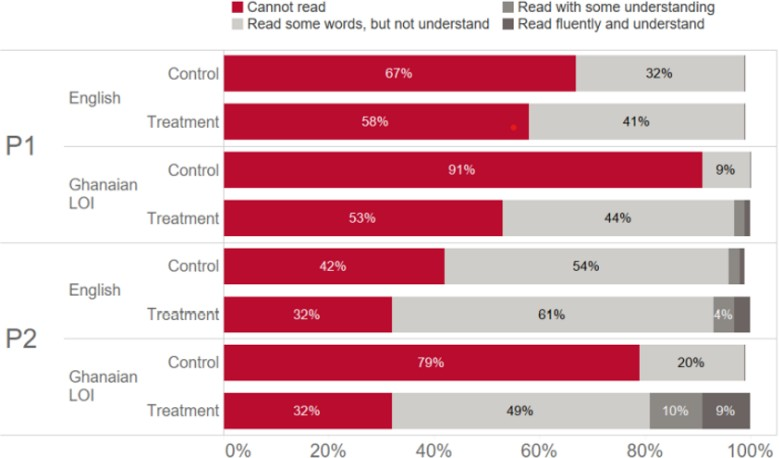 Cannot read Read with some understanding
Read some words, but not understand Read fluently and understand
P1
English
Control 67% 32%
Treatment 58% 41%
Ghanaian
LOI
Control 91% 9%
Treatment 53% 44%
P2
English
Control 42% 54%
Treatment 32% 61% 4%
Ghanaian
LOI
Control 79% 20%
Treatment 32% 49% 10% 9%
0% 20% 40% 60% 80% 100%